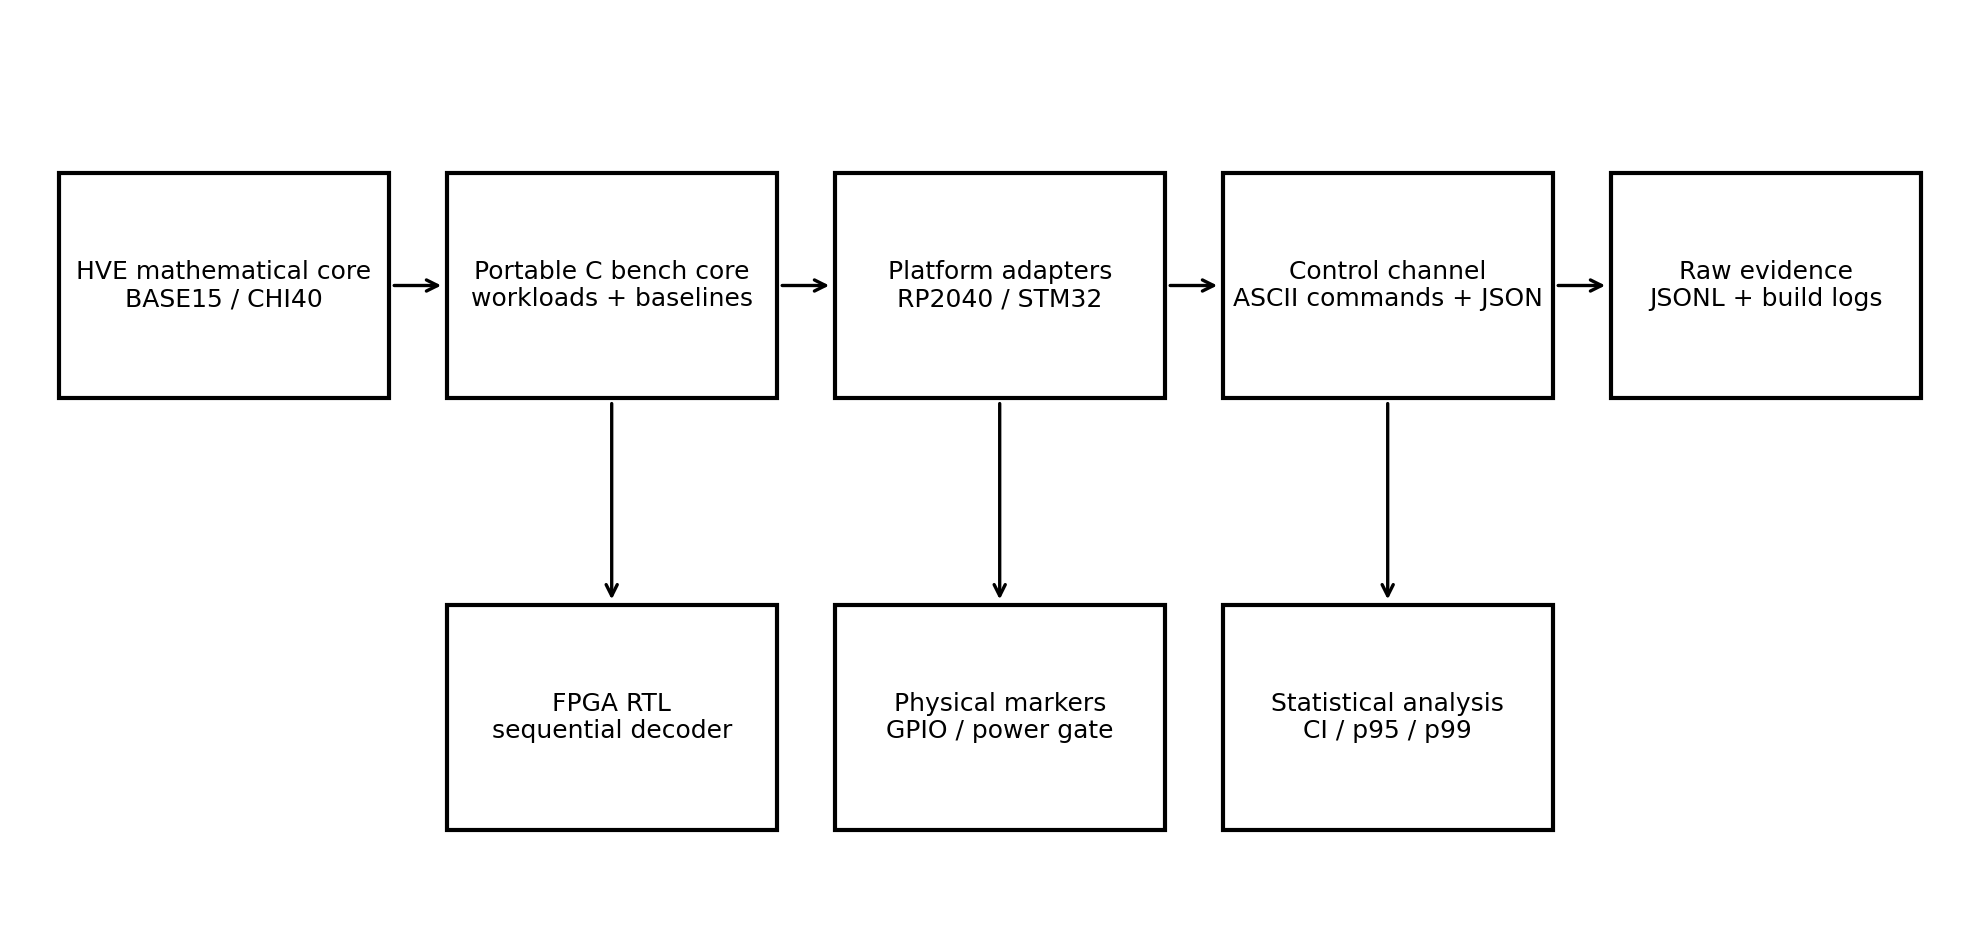 HVE mathematical core
BASE15 / CHI40
Portable C bench core
workloads + baselines
Platform adapters
RP2040 / STM32
Control channel
ASCII commands + JSON
Raw evidence
JSONL + build logs
FPGA RTL
sequential decoder
Physical markers
GPIO / power gate
Statistical analysis
CI / p95 / p99